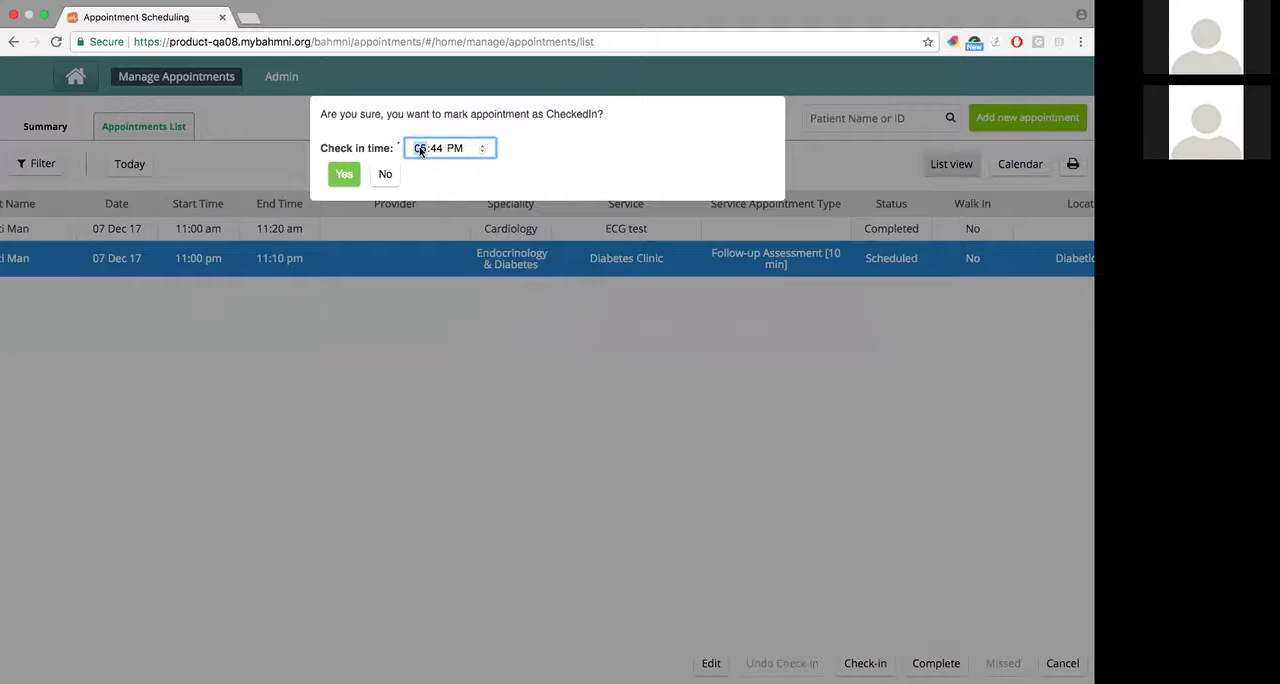 Appointment Scheduling
Secure
https://product-qa08.mybahmni.org/bahmni/appointments/#/home/manage/appointments/list
New
Manage Appointments
Admin
Are you sure, you want to mark appointment as CheckedIn?
Summary
Appointments List
Patient Name or ID
Add new appointment
Check in time: * 05:44 PM
Filter
Today
Yes
No
List view
Calendar
t Name Date Start Time End Time Provider Speciality Service Service Appointment Type Status Walk In Locat
ti Man 07 Dec 17 11:00 am 11:20 am Cardiology ECG test Completed No
ti Man 07 Dec 17 11:00 pm 11:10 pm Endocrinology & Diabetes Diabetes Clinic Follow-up Assessment [10 min] Scheduled No Diabetic
Edit
Undo Check-in
Check-in
Complete
Missed
Cancel